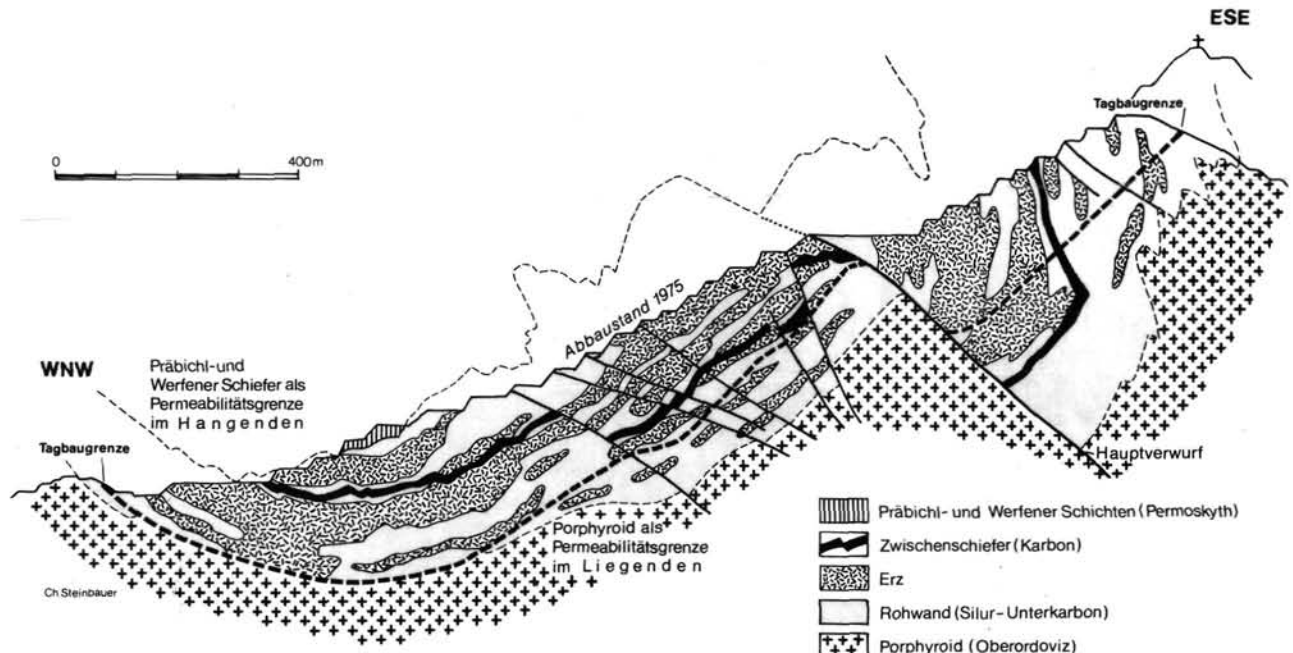 ESE
Tagbaugrenze
0 400m
Abbaustand 1975
WNW
Präbichl- und
Werfener Schiefer als
Permeabilitätsgrenze
im Hangenden
Tagbaugrenze
Hauptverwurf
Porphyroid als
Permeabilitätsgrenze
im Liegenden
Ch. Steinbauer
Präbichl- und Werfener Schichten (Permoskyth)
Zwischenschiefer (Karbon)
Erz
Rohwand (Silur-Unterkarbon)
Porphyroid (Oberordoviz)